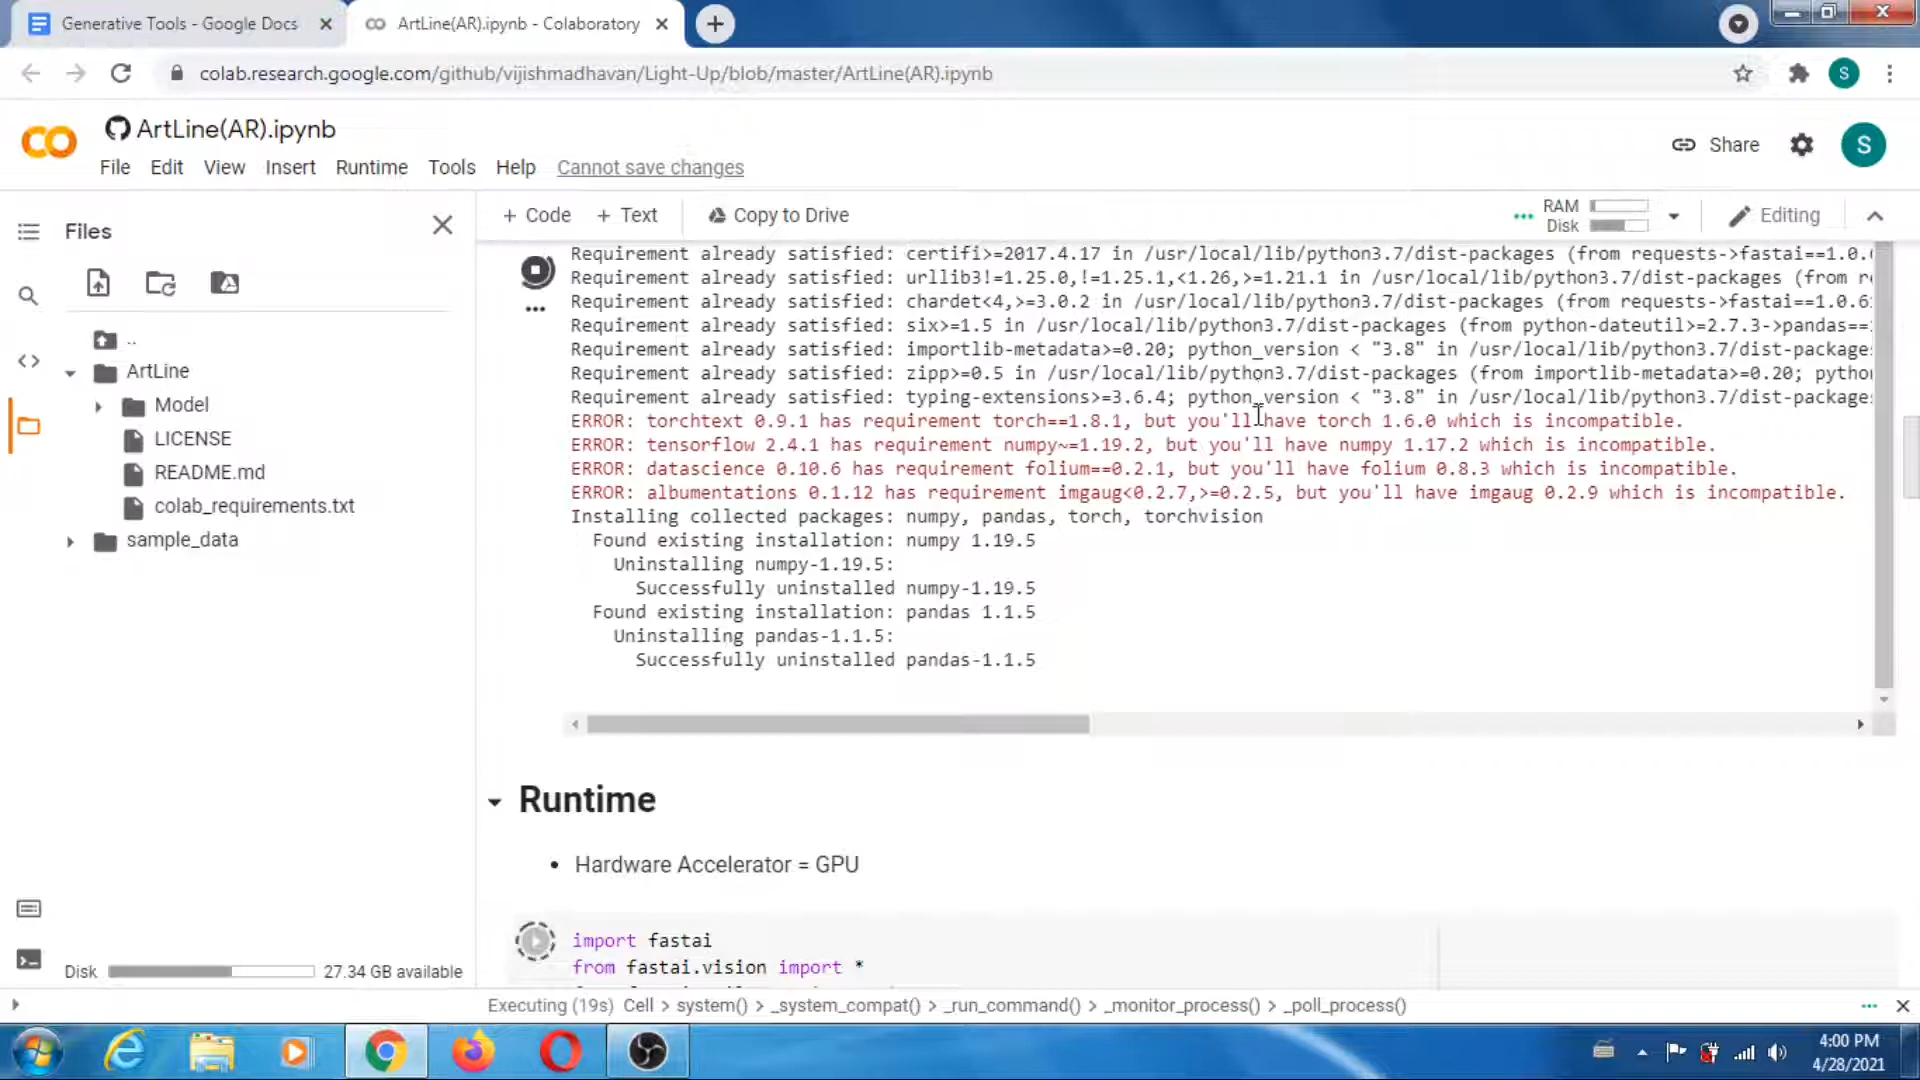 Generative Tools - Google Docs
ArtLine(AR).ipynb - Colaboratory
colab.research.google.com/github/vijishmadhavan/Light-Up/blob/master/ArtLine(AR).ipynb
S
ArtLine(AR).ipynb
File Edit View Insert Runtime Tools Help Cannot save changes
Share
S
Files
+ Code + Text Copy to Drive
RAM
Disk
Editing
..
ArtLine
Model
LICENSE
README.md
colab_requirements.txt
sample_data
Disk 27.34 GB available
Requirement already satisfied: certifi>=2017.4.17 in /usr/local/lib/python3.7/dist-packages (from requests->fastai==1.0.
Requirement already satisfied: urllib3!=1.25.0,!=1.25.1,<1.26,>=1.21.1 in /usr/local/lib/python3.7/dist-packages (from r
Requirement already satisfied: chardet<4,>=3.0.2 in /usr/local/lib/python3.7/dist-packages (from requests->fastai==1.0.6
Requirement already satisfied: six>=1.5 in /usr/local/lib/python3.7/dist-packages (from python-dateutil>=2.7.3->pandas==
Requirement already satisfied: importlib-metadata>=0.20; python_version < "3.8" in /usr/local/lib/python3.7/dist-package
Requirement already satisfied: zipp>=0.5 in /usr/local/lib/python3.7/dist-packages (from importlib-metadata>=0.20; pytho
Requirement already satisfied: typing-extensions>=3.6.4; python_version < "3.8" in /usr/local/lib/python3.7/dist-package
ERROR: torchtext 0.9.1 has requirement torch==1.8.1, but you'll have torch 1.6.0 which is incompatible.
ERROR: tensorflow 2.4.1 has requirement numpy~=1.19.2, but you'll have numpy 1.17.2 which is incompatible.
ERROR: datascience 0.10.6 has requirement folium==0.2.1, but you'll have folium 0.8.3 which is incompatible.
ERROR: albumentations 0.1.12 has requirement imgaug<0.2.7,>=0.2.5, but you'll have imgaug 0.2.9 which is incompatible.
Installing collected packages: numpy, pandas, torch, torchvision
Found existing installation: numpy 1.19.5
Uninstalling numpy-1.19.5:
Successfully uninstalled numpy-1.19.5
Found existing installation: pandas 1.1.5
Uninstalling pandas-1.1.5:
Successfully uninstalled pandas-1.1.5
Runtime
• Hardware Accelerator = GPU
import fastai
from fastai.vision import *
Executing (19s) Cell > system() > _system_compat() > _run_command() > _monitor_process() > _poll_process()
4:00 PM
4/28/2021